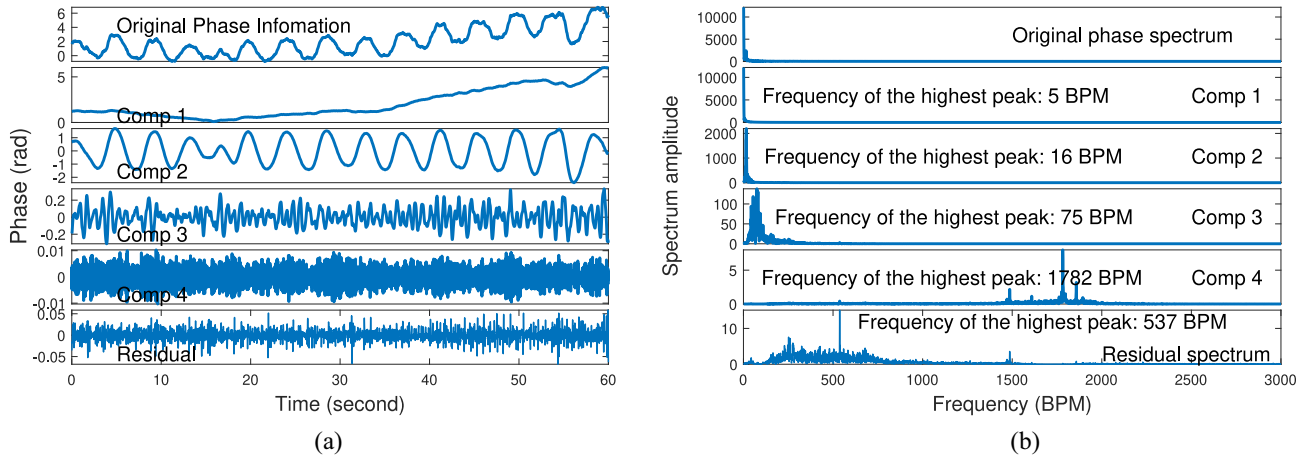 Original Phase Infomation
6
4
2
0
Comp 1
5
0
Comp 2
1
0
-1
-2
Comp 3
0.2
0
-0.2
Comp 4
0.01
0
-0.01
Residual
0.05
0
-0.05
0 10 20 30 40 50 60
Phase (rad)
Time (second)
(a)
Original phase spectrum
10000
5000
0
Frequency of the highest peak: 5 BPM Comp 1
10000
5000
0
Frequency of the highest peak: 16 BPM Comp 2
2000
1000
0
Frequency of the highest peak: 75 BPM Comp 3
100
50
0
Frequency of the highest peak: 1782 BPM Comp 4
5
0
Frequency of the highest peak: 537 BPM
Residual spectrum
10
0
0 500 1000 1500 2000 2500 3000
Spectrum amplitude
Frequency (BPM)
(b)